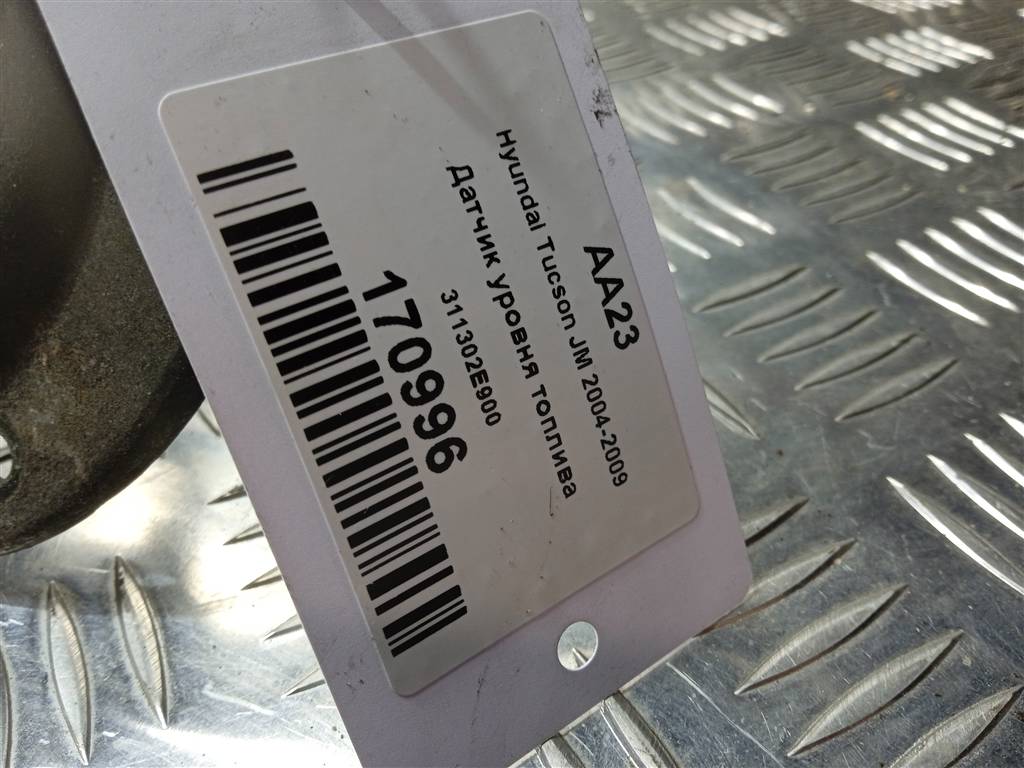 AA23
Hyundai Tucson JM 2004-2009
Датчик уровня топлива
311302E900
170996